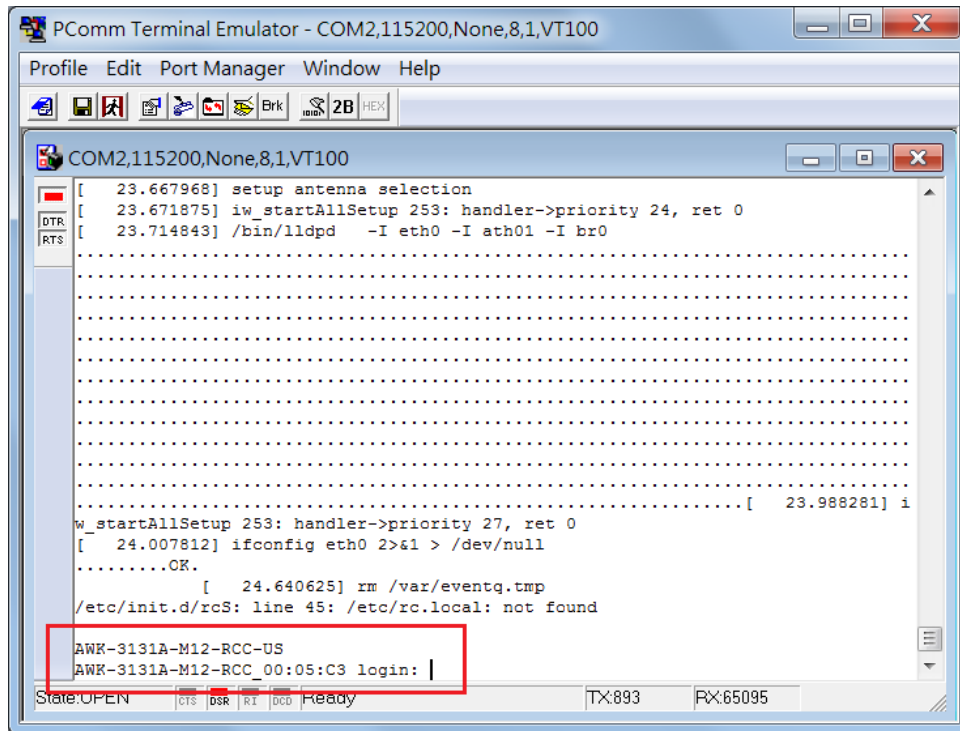 PComm Terminal Emulator - COM2,115200,None,8,1,VT100
Profile Edit Port Manager Window Help
Brk 2B HEX
COM2,115200,None,8,1,VT100
DTR
RTS
[ 23.667968] setup antenna selection
[ 23.671875] iw_startAllSetup 253: handler->priority 24, ret 0
[ 23.714843] /bin/lldpd -I eth0 -I ath01 -I br0
................................................................................
................................................................................
................................................................................
................................................................................
................................................................................
................................................................................
................................................................................
................................................................................
................................................................................
................................................................................
................................................................................
................................................................................
................................................................[ 23.988281] i
w_startAllSetup 253: handler->priority 27, ret 0
[ 24.007812] ifconfig eth0 2>&1 > /dev/null
.........OK.
[ 24.640625] rm /var/eventq.tmp
/etc/init.d/rcS: line 45: /etc/rc.local: not found
AWK-3131A-M12-RCC-US
AWK-3131A-M12-RCC_00:05:C3 login:
State:OPEN CTS DSR RI DCD Ready TX:893 RX:65095